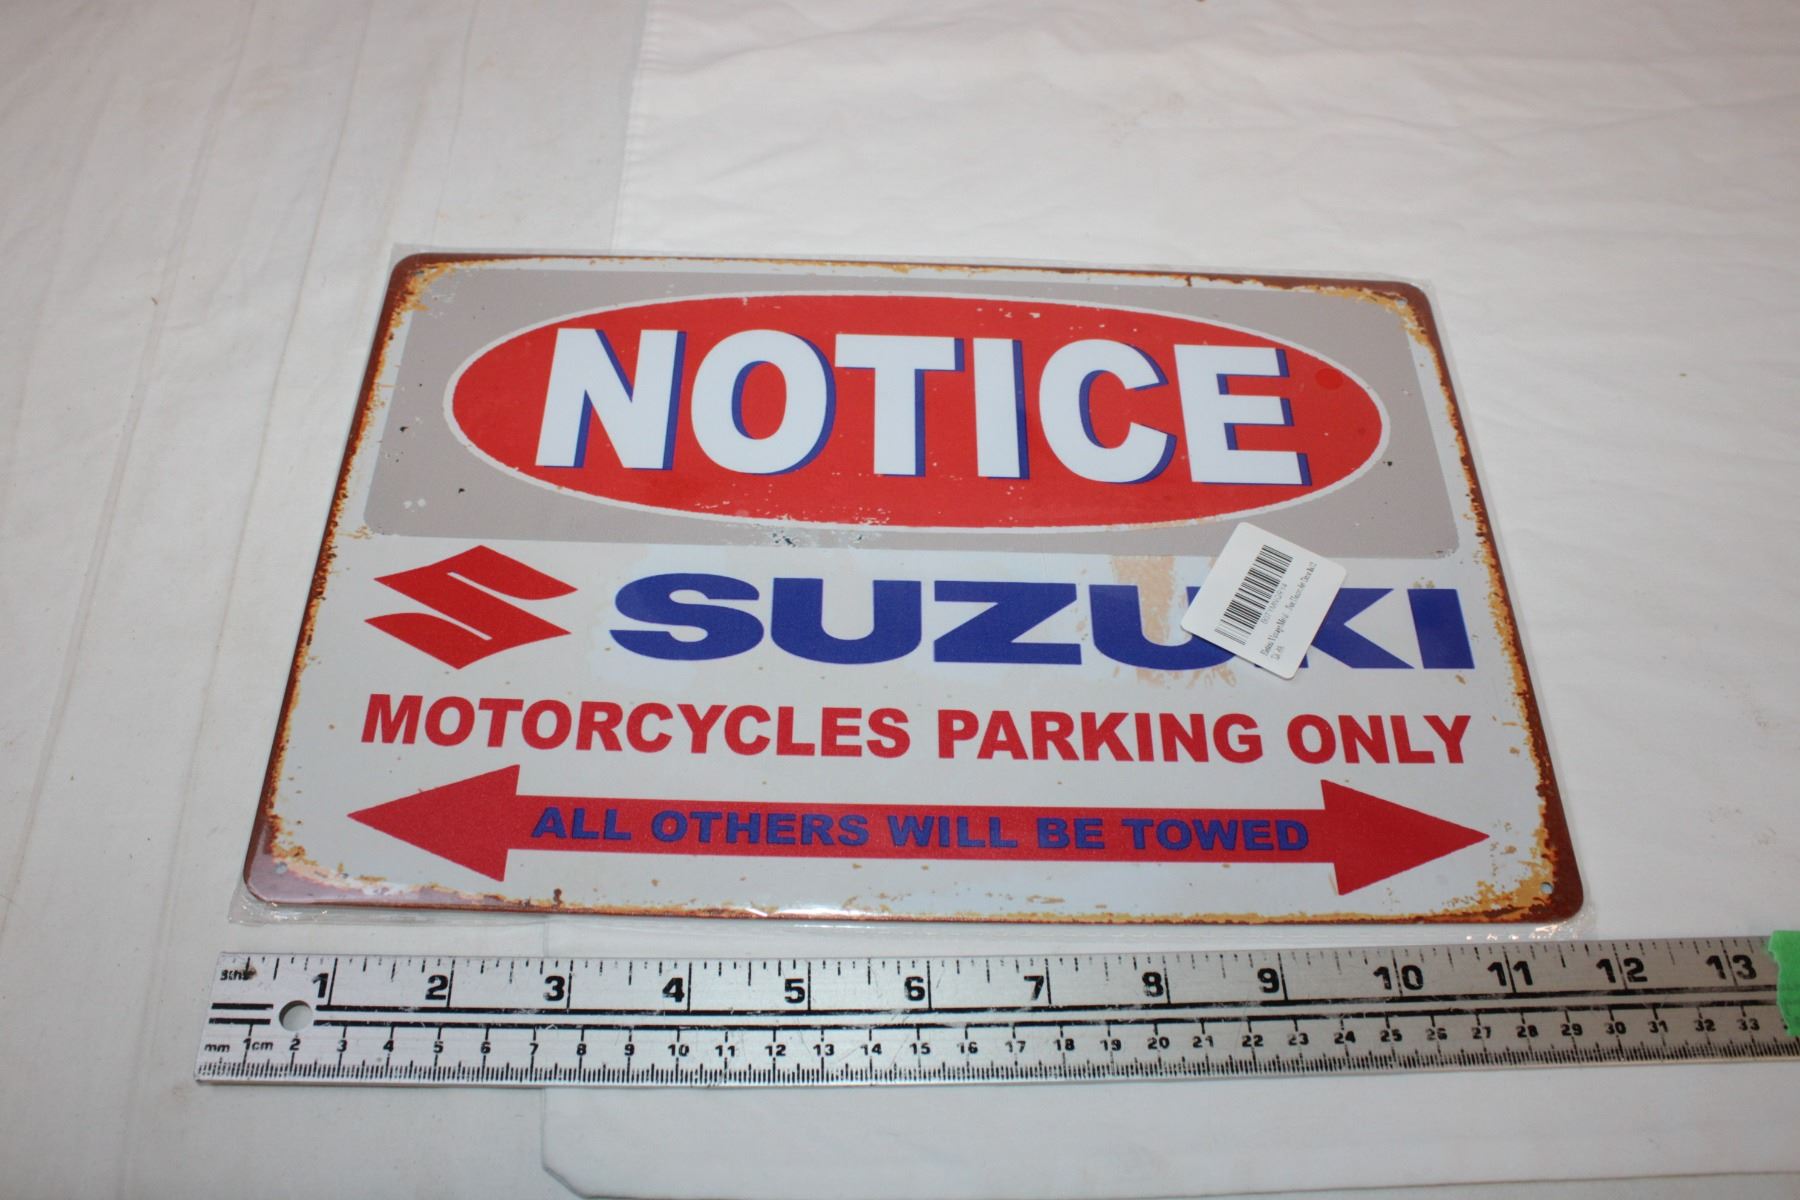 NOTICE
SUZUKI
MOTORCYCLES PARKING ONLY
ALL OTHERS WILL BE TOWED
8ths 1 2 3 4 5 6 7 8 9 10 11 12 13
mm 1cm 2 3 4 5 6 7 8 9 10 11 12 13 14 15 16 17 18 19 20 21 22 23 24 25 26 27 28 29 30 31 32 33